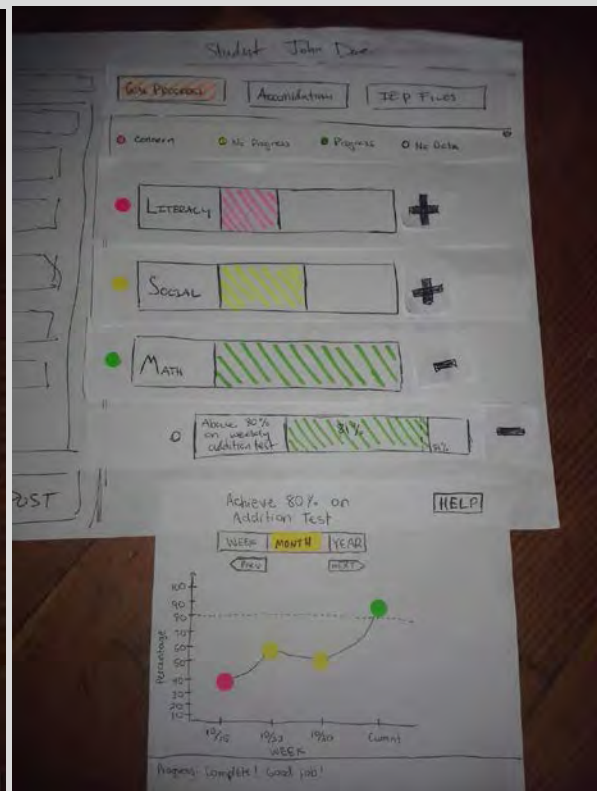 Student John Doe
Goal Progress Accomidations IEP Files
Concern No Progress Progress No Data
LITERACY
SOCIAL
MATH
Above 80%
on weekly
addition test
81%
POST
Achieve 80% on
Addition Test
HELP
WEEK MONTH YEAR
PREV NEXT
100
90
80
70
60
50
40
30
20
10
Percentage
10/15 10/23 10/30 Current
WEEK
Progress Complete! Good job!